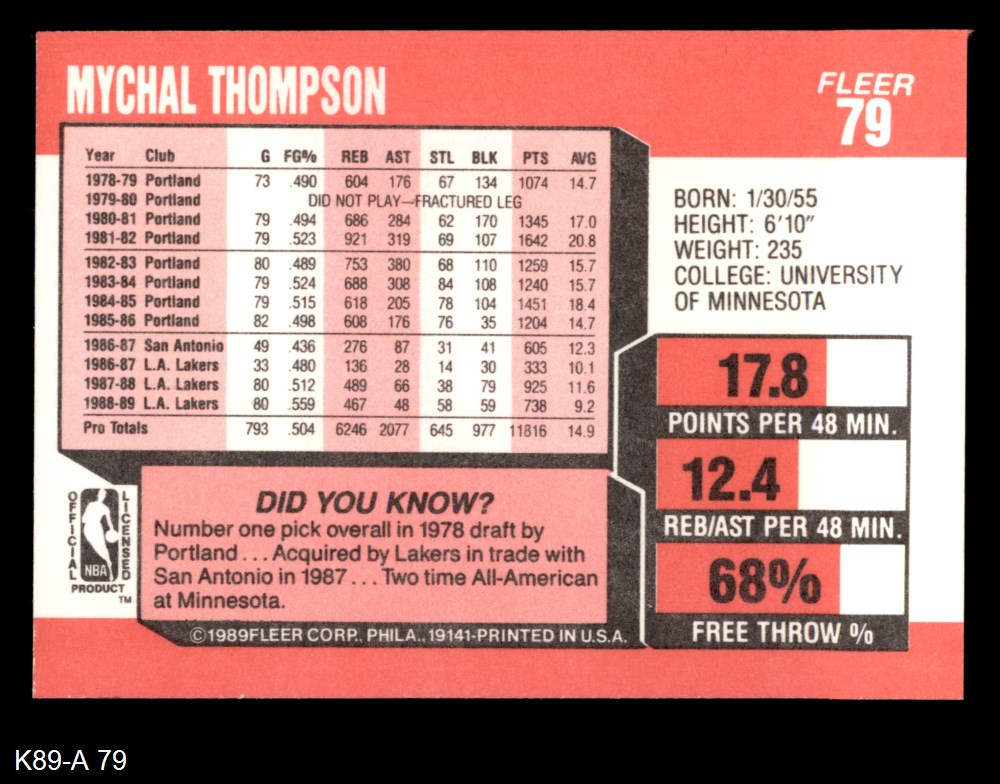 MYCHAL THOMPSON
FLEER
79
Year Club G FG% REB AST STL BLK PTS AVG
1978-79 Portland 73 .490 604 176 67 134 1074 14.7
1979-80 Portland DID NOT PLAY—FRACTURED LEG
1980-81 Portland 79 .494 686 284 62 170 1345 17.0
1981-82 Portland 79 .523 921 319 69 107 1642 20.8
1982-83 Portland 80 .489 753 380 68 110 1259 15.7
1983-84 Portland 79 .524 688 308 84 108 1240 15.7
1984-85 Portland 79 .515 618 205 78 104 1451 18.4
1985-86 Portland 82 .498 608 176 76 35 1204 14.7
1986-87 San Antonio 49 .436 276 87 31 41 605 12.3
1986-87 L.A. Lakers 33 .480 136 28 14 30 333 10.1
1987-88 L.A. Lakers 80 .512 489 66 38 79 925 11.6
1988-89 L.A. Lakers 80 .559 467 48 58 59 738 9.2
Pro Totals 793 .504 6246 2077 645 977 11816 14.9
BORN: 1/30/55
HEIGHT: 6'10"
WEIGHT: 235
COLLEGE: UNIVERSITY
OF MINNESOTA
17.8
POINTS PER 48 MIN.
12.4
REB/AST PER 48 MIN.
68%
FREE THROW %
OFFICIAL LICENSED
NBA
PRODUCT
TM
DID YOU KNOW?
Number one pick overall in 1978 draft by
Portland . . . Acquired by Lakers in trade with
San Antonio in 1987 . . . Two time All-American
at Minnesota.
©1989FLEER CORP., PHILA., 19141-PRINTED IN U.S.A.
K89-A 79